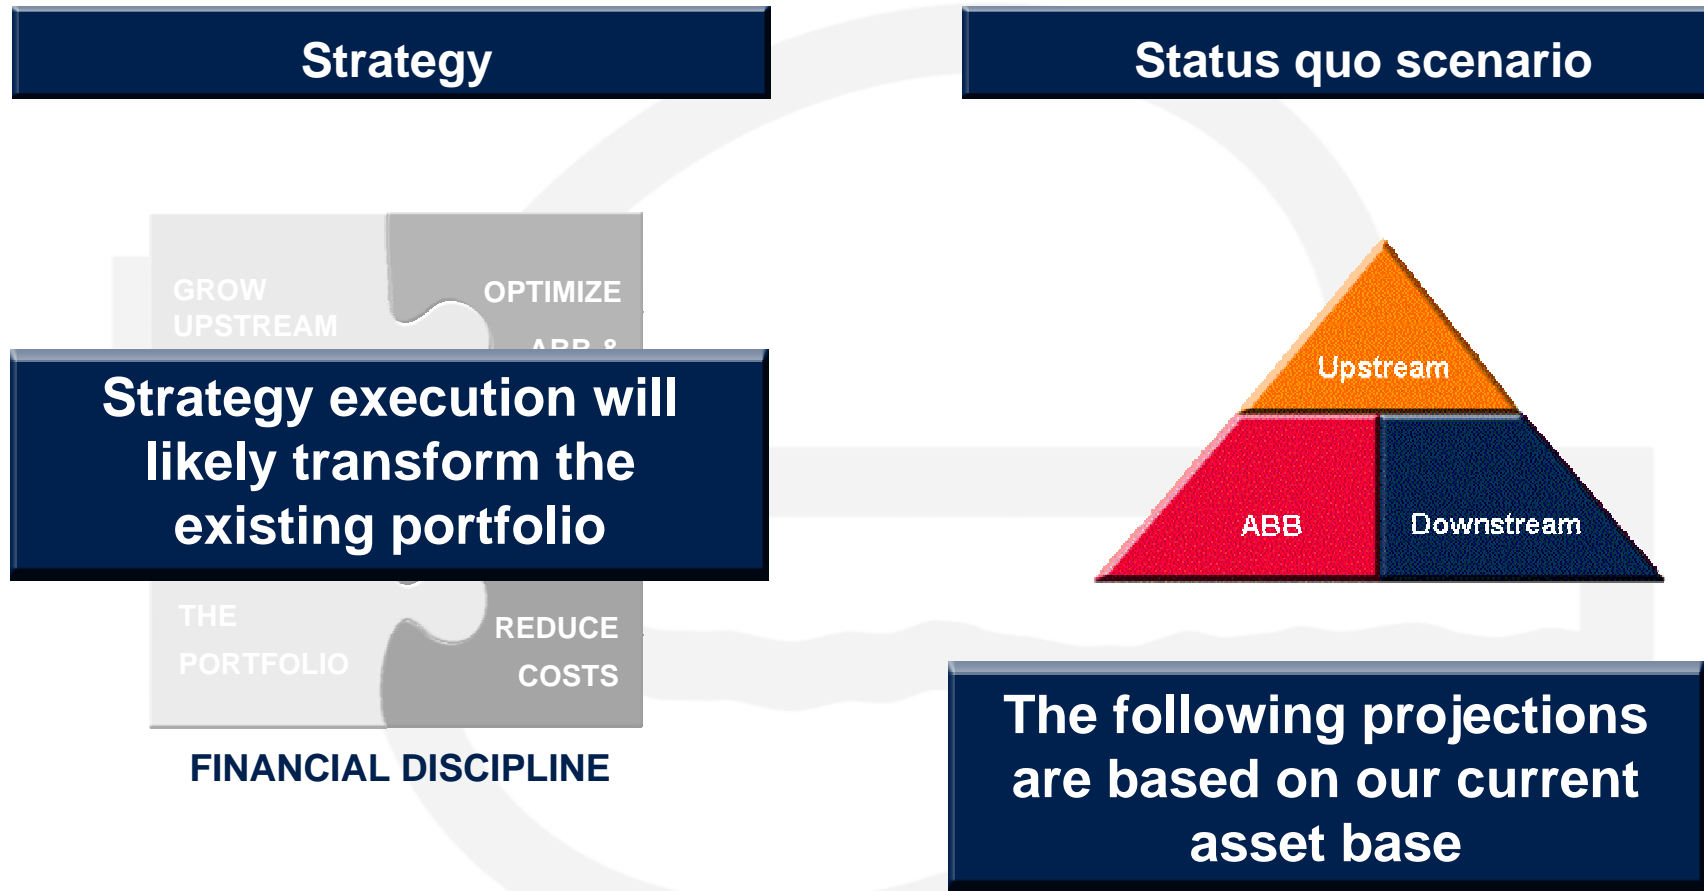 Strategy
GROW
UPSTREAM
OPTIMIZE
ABB &
Strategy execution will
likely transform the
existing portfolio
THE
PORTFOLIO
REDUCE
COSTS
FINANCIAL DISCIPLINE
Status quo scenario
Upstream
ABB
Downstream
The following projections
are based on our current
asset base